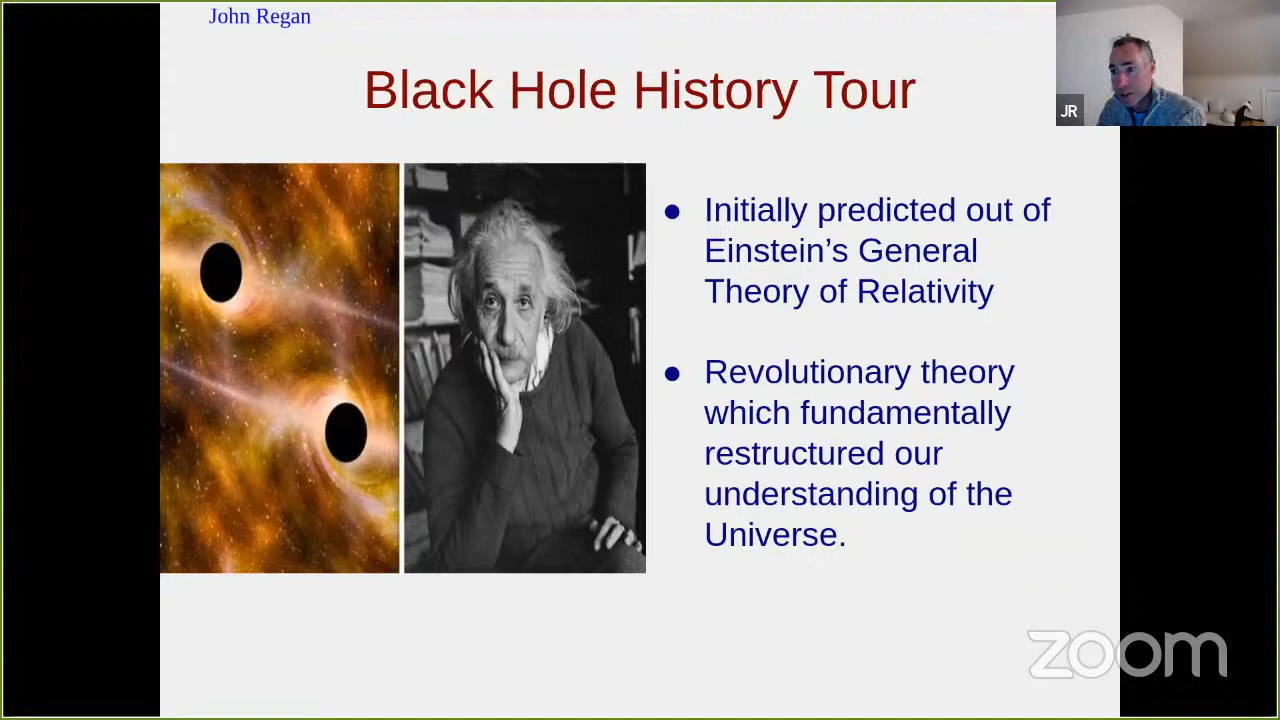 John Regan
Black Hole History Tour
JR
● Initially predicted out of
Einstein’s General
Theory of Relativity
● Revolutionary theory
which fundamentally
restructured our
understanding of the
Universe.
zoom